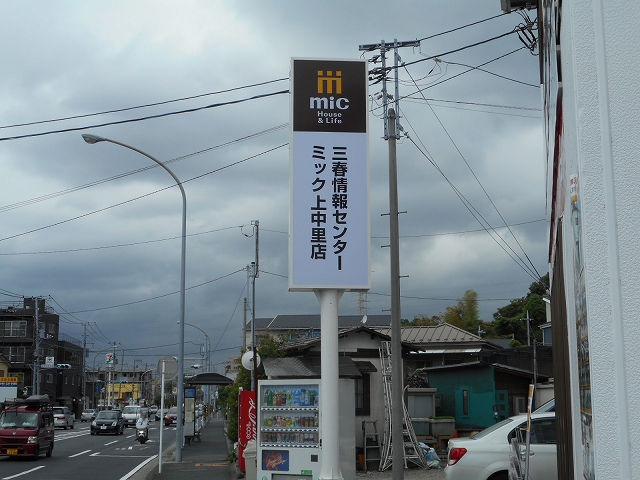 mic
House
& Life
三春情報センター
ミック上中里店